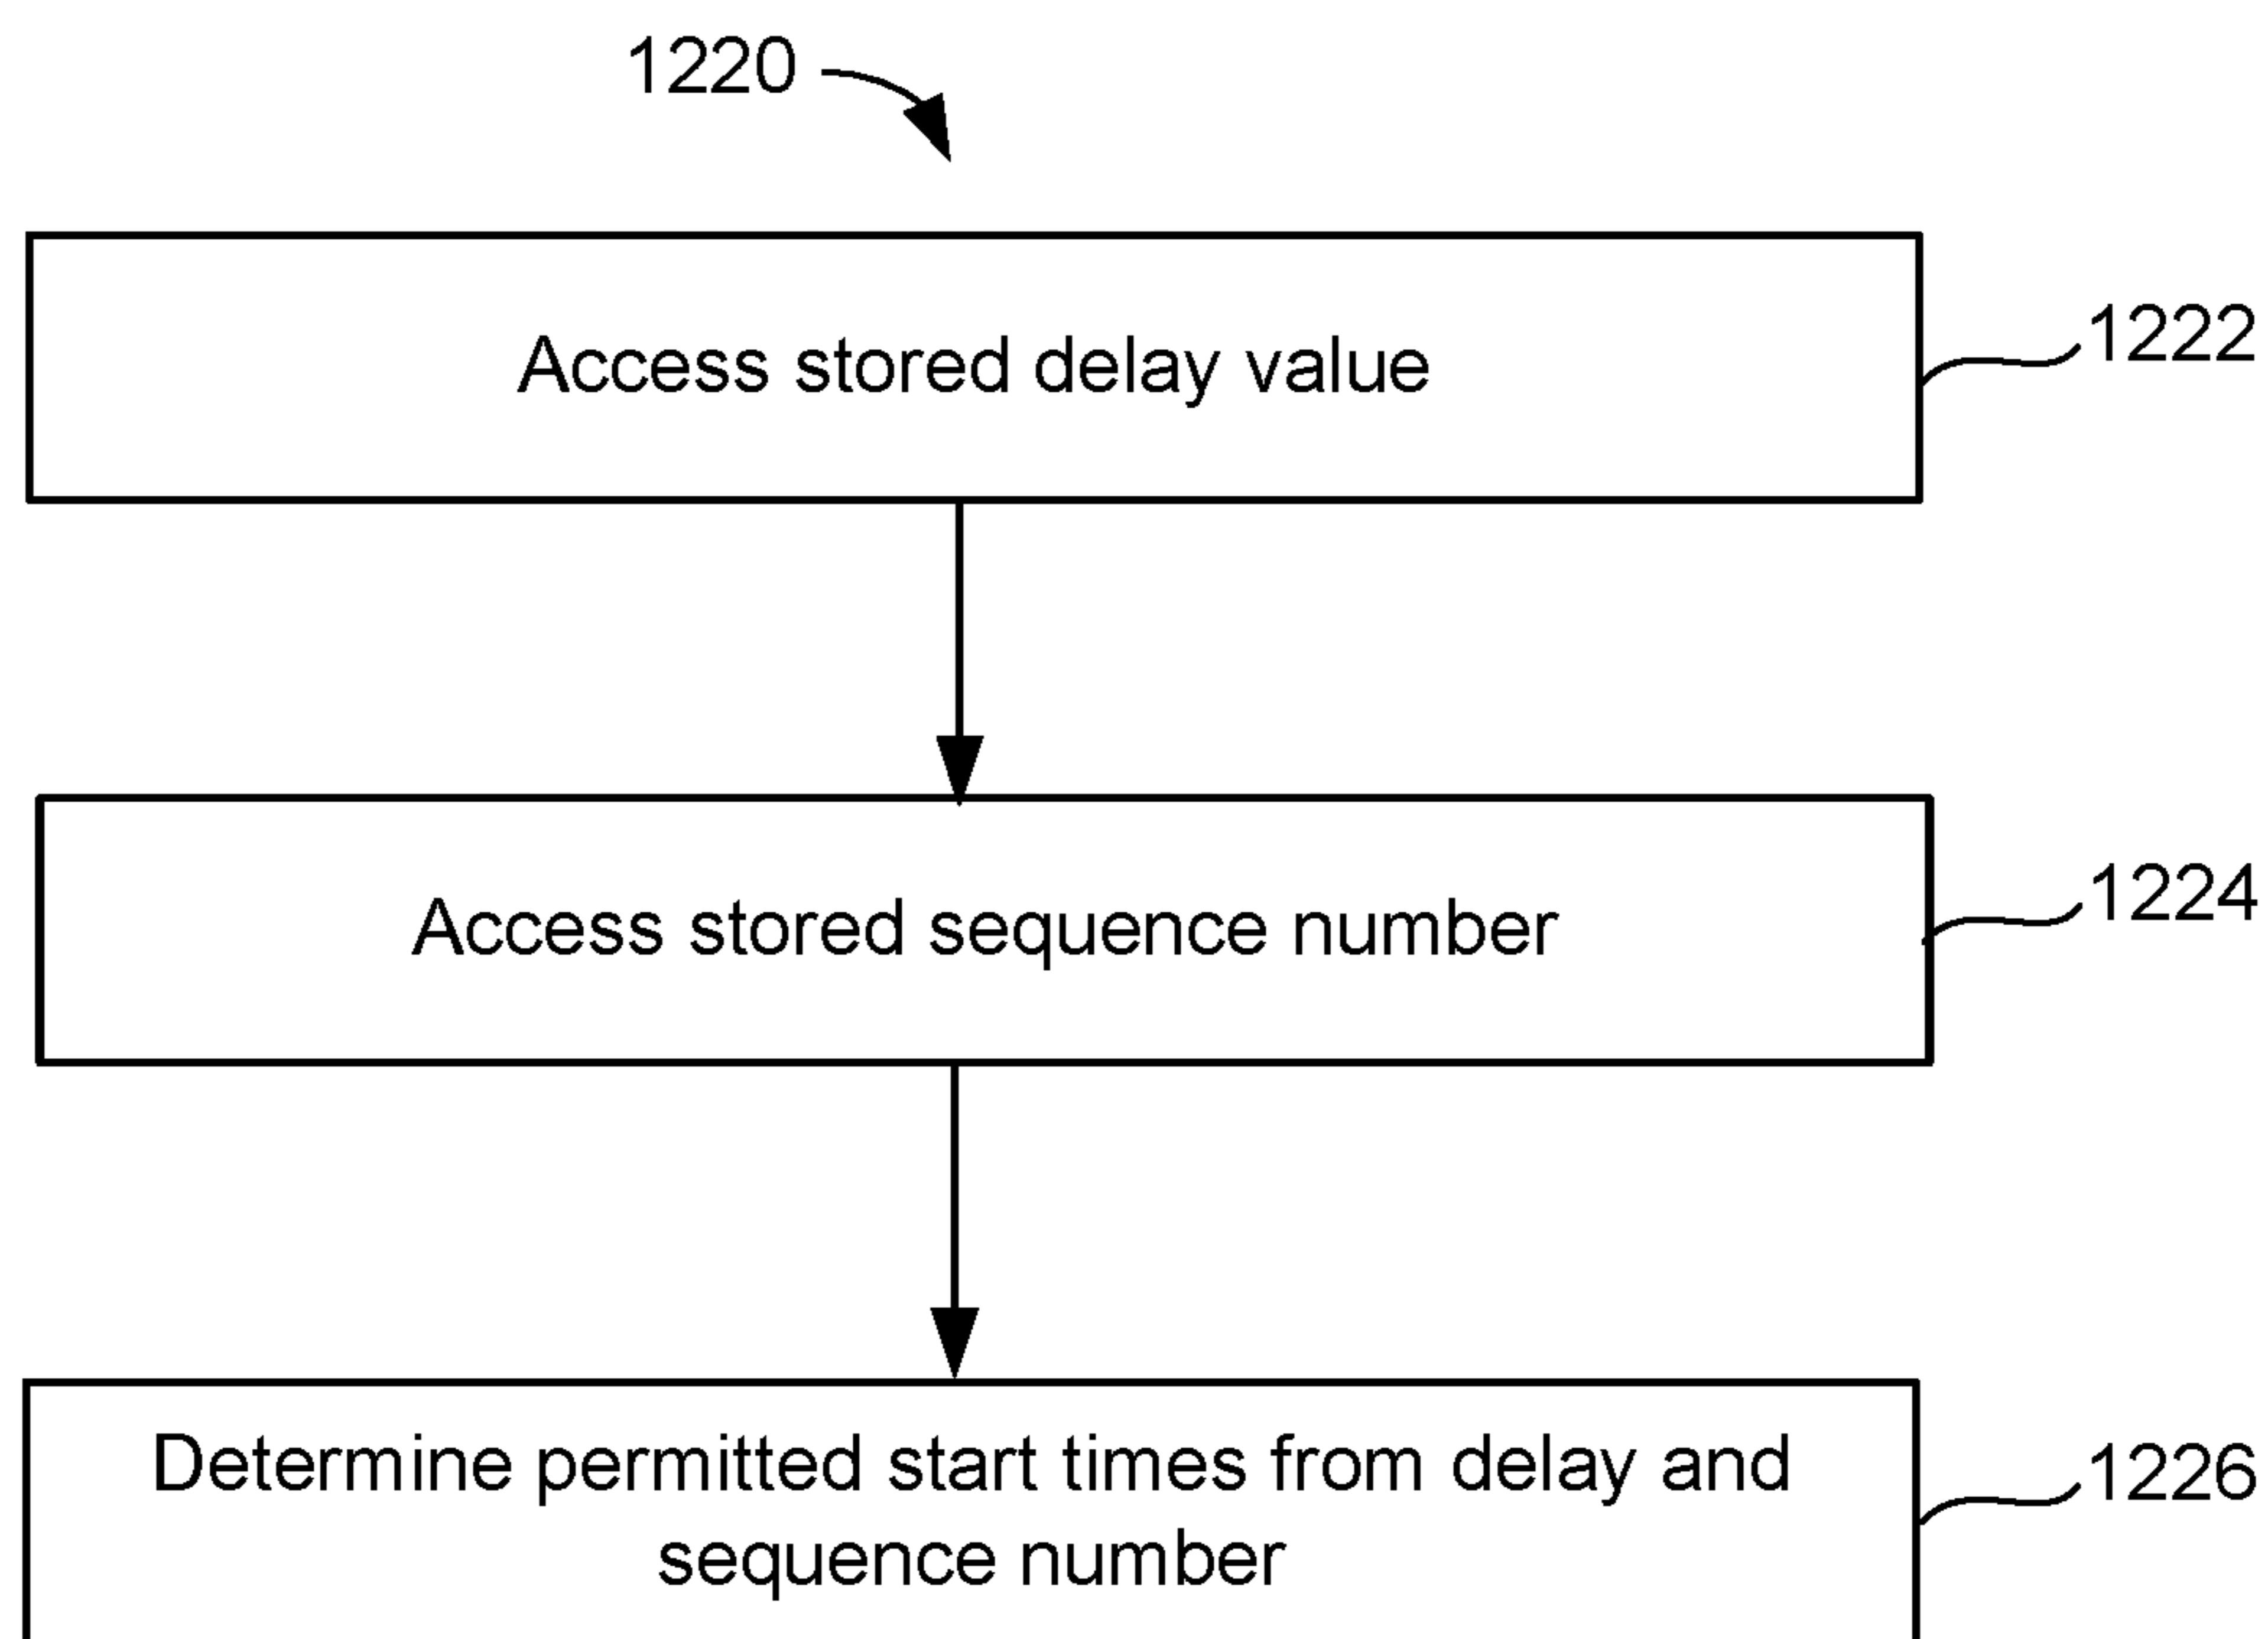 1220
Access stored delay value
1222
Access stored sequence number
1224
Determine permitted start times from delay and
sequence number
1226